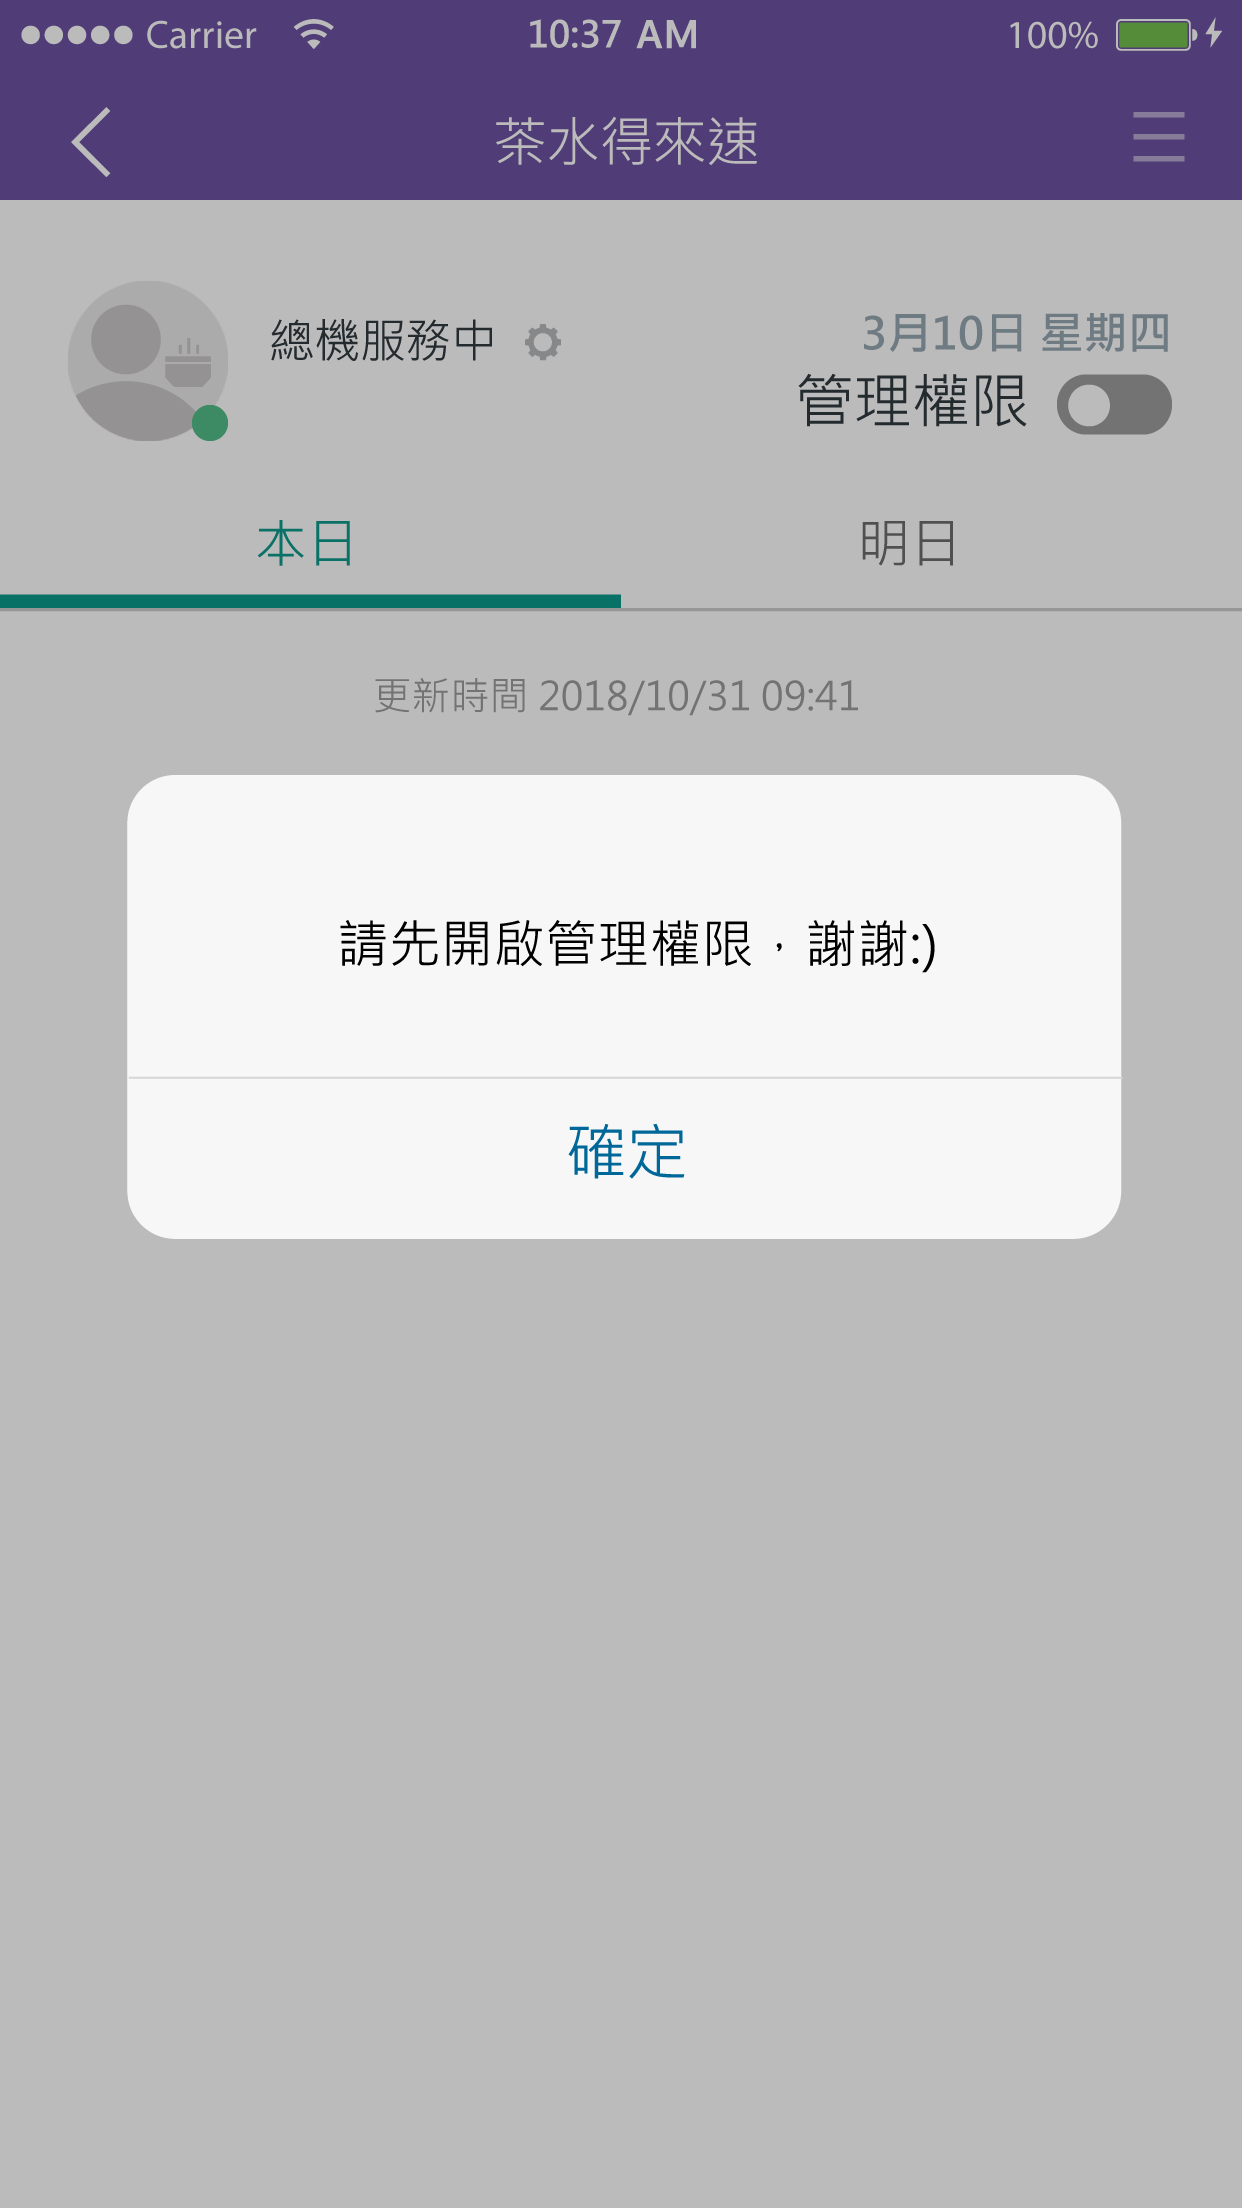 Carrier 10:37 AM 100%
茶水得來速
3月10日 星期四
總機服務中
管理權限
本日 明日
更新時間 2018/10/31 09:41
請先開啟管理權限，謝謝:)
確定